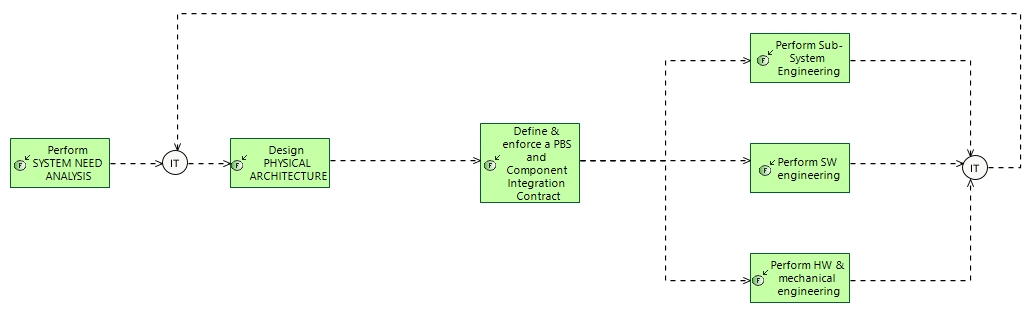 Perform
SYSTEM NEED
ANALYSIS
F
IT
Design
PHYSICAL
ARCHITECTURE
F
Define &
enforce a PBS
and
Component
Integration
Contract
F
Perform Sub-
System
Engineering
F
Perform SW
engineering
F
Perform HW &
mechanical
engineering
F
IT